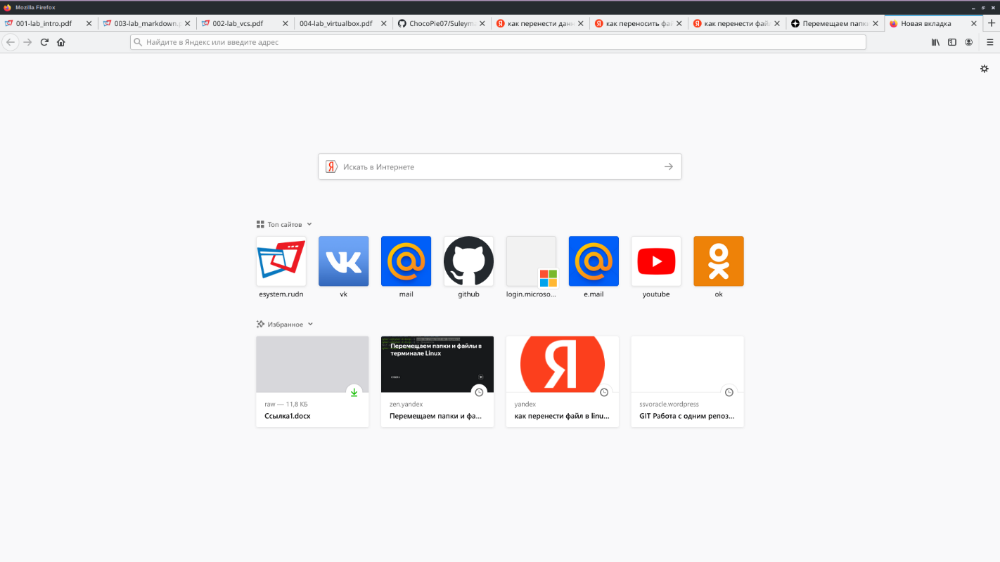 Mozilla Firefox
001-lab_intro.pdf
003-lab_markdown.p
002-lab_vcs.pdf
004-lab_virtualbox.pdf
ChocoPie07/Suleym
как перенести дан
как переносить фай
как перенести фай
Перемещаем папк
Новая вкладка
Найдите в Яндекс или введите адрес
Искать в Интернете
Топ сайтов
esystem.rudn
vk
mail
github
login.microso...
e.mail
youtube
ok
Избранное
Перемещаем папки и файлы в
терминале Linux
raw — 11,8 КБ
Ссылка1.docx
zen.yandex
Перемещаем папки и фа...
yandex
как перенести файл в linu...
ssvoracle.wordpress
GIT Работа с одним репоз...